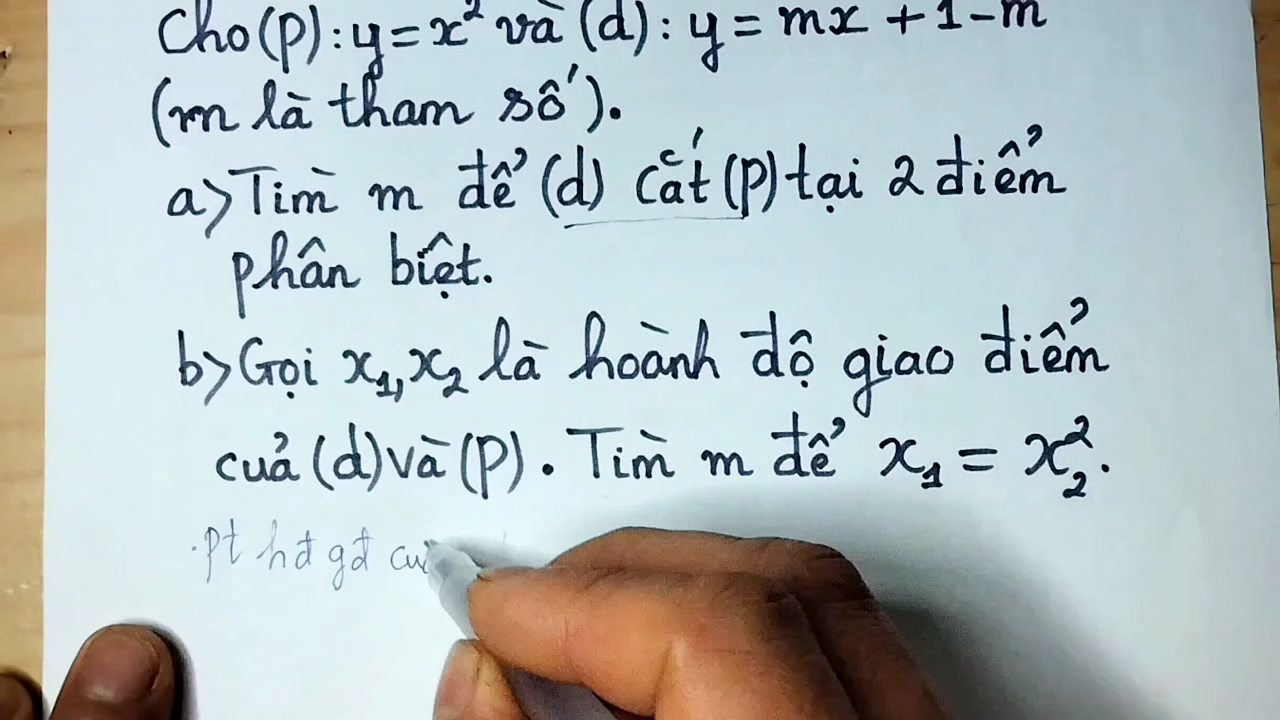 Cho (p): y = x² và (d): y = mx + 1 - m
(m là tham số).
a> Tìm m để (d) cắt (p) tại 2 điểm
phân biệt.
b> Gọi x₁, x₂ là hoành độ giao điểm
của (d) và (p). Tìm m để x₁ = x₂².
.pt hđ gđ